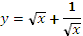 y = √x + 1/√x